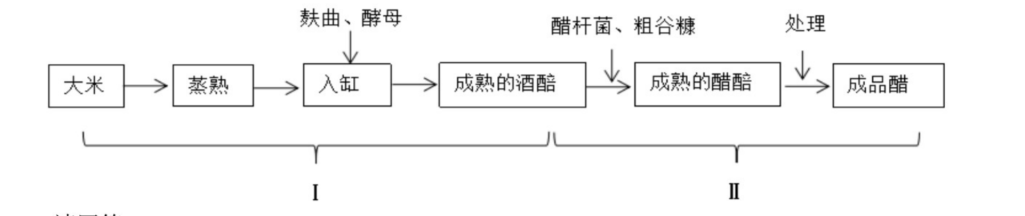 麸曲、酵母
醋杆菌、粗谷糠
处理
大米
蒸熟
入缸
成熟的酒醅
成熟的醋醅
成品醋
Ⅰ
Ⅱ